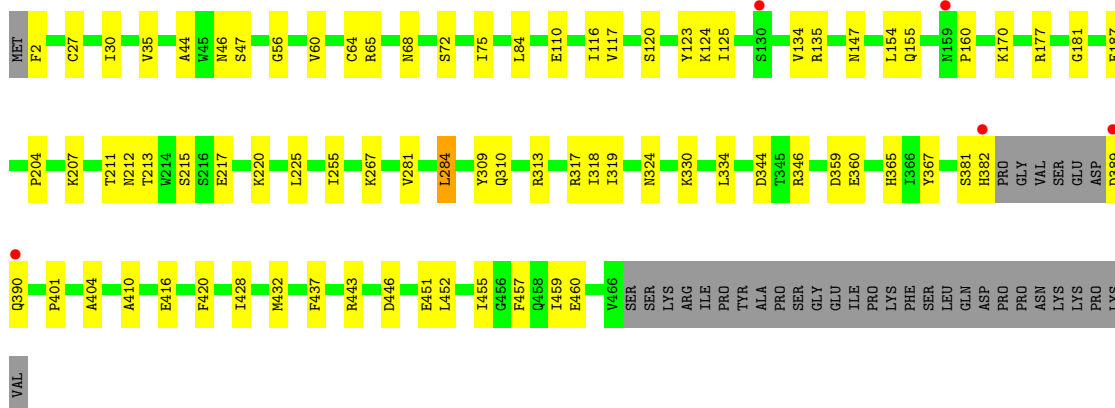 MET F2 C27 I30 V35 A44 W45 N46 S47 G56 V60 C64 R65 N68 S72 I75 L84 E110 I116 V117 S120 Y123 K124 I125 S130 V134 R135 N147 L154 Q155 N159 P160 K170 R177 G181 E187
P204 K207 T211 N212 T213 W214 S215 S216 E217 K220 L225 I255 K267 V281 L284 Y309 Q310 R313 R317 I318 I319 N324 K330 L334 D344 T345 R346 D359 E360 H365 I366 Y367 S381 H382 PRO GLY VAL SER GLU ASP D389
Q390 P401 A404 A410 E416 F420 I428 M432 F437 R443 D446 E451 L452 I455 G456 F457 Q458 I459 E460 V466 SER SER LYS ARG ILE PRO TYR ALA PRO SER GLY GLU ILE PRO LYS PHE SER LEU GLN ASP PRO PRO ASN LYS LYS PRO LYS
VAL